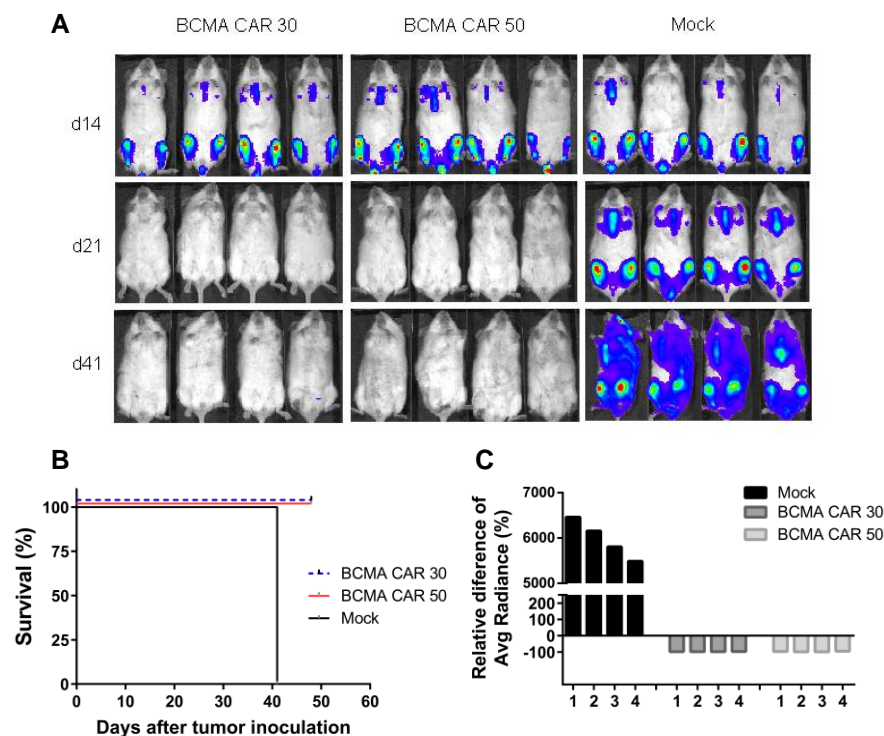 A
BCMA CAR 30
BCMA CAR 50
Mock
d14
d21
d41
B
Survival (%)
100
75
50
25
0
0 10 20 30 40 50 60
Days after tumor inoculation
BCMA CAR 30
BCMA CAR 50
Mock
C
Relative diference of
Avg Radiance (%)
7000
6000
5000
200
100
0
-100
1 2 3 4 1 2 3 4 1 2 3 4
Mock
BCMA CAR 30
BCMA CAR 50